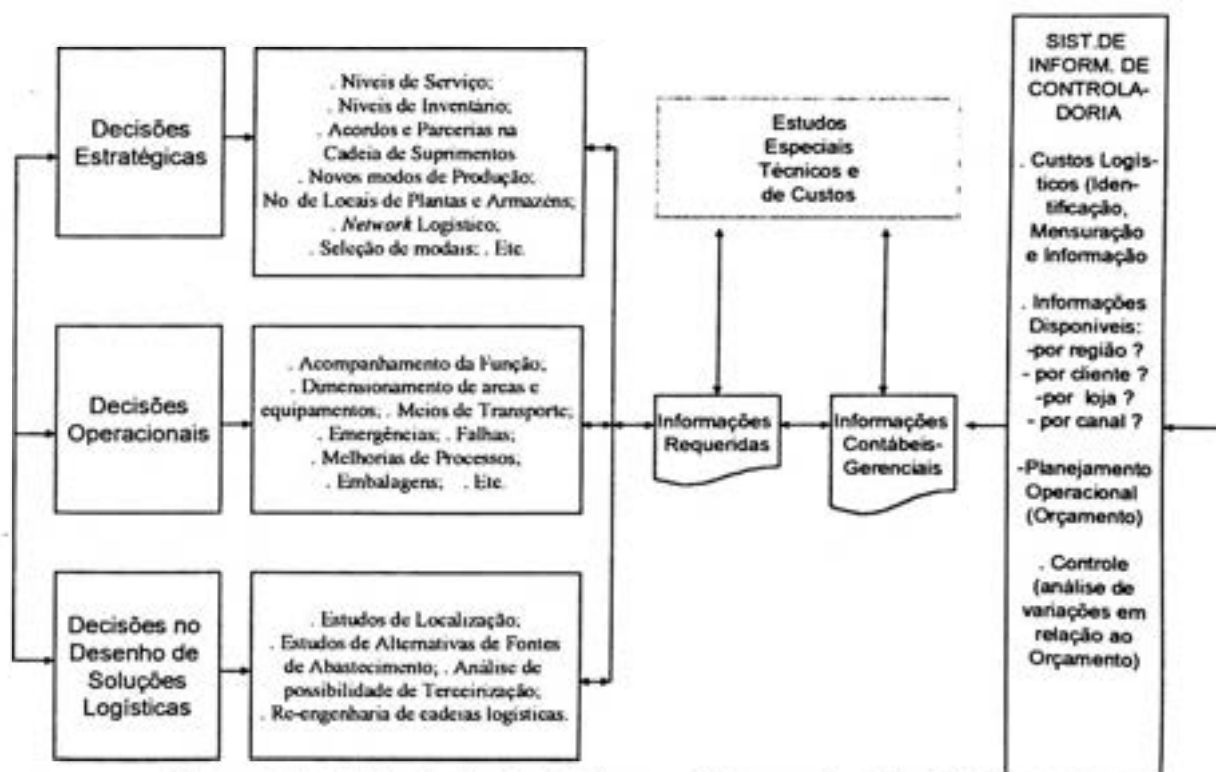 Decisões
Estratégicas
. Níveis de Serviço;
. Níveis de Inventário;
. Acordos e Parcerias na
Cadeia de Suprimentos
. Novos modos de Produção;
No. de Locais de Plantas e Armazéns;
. Network Logístico;
. Seleção de modais; . Etc.
Decisões
Operacionais
. Acompanhamento da Função;
. Dimensionamento de areas e
equipamentos; . Meios de Transporte;
. Emergências; . Falhas;
. Melhorias de Processos;
. Embalagens; . Etc.
Decisões no
Desenho de
Soluções
Logísticas
. Estudos de Localização;
. Estudos de Alternativas de Fontes
de Abastecimento; . Análise de
possibilidade de Terceirização;
. Re-engenharia de cadeias logísticas.
Estudos
Especiais
Técnicos e
de Custos
Informações
Requeridas
Informações
Contábeis-
Gerenciais
SIST.DE
INFORM. DE
CONTROLA-
DORIA
. Custos Logís-
ticos (Iden-
tificação,
Mensuração
e Informação
. Informações
Disponíveis:
-por região ?
- por cliente ?
-por loja ?
- por canal ?
-Planejamento
Operacional
(Orçamento)
. Controle
(análise de
variações em
relação ao
Orçamento)